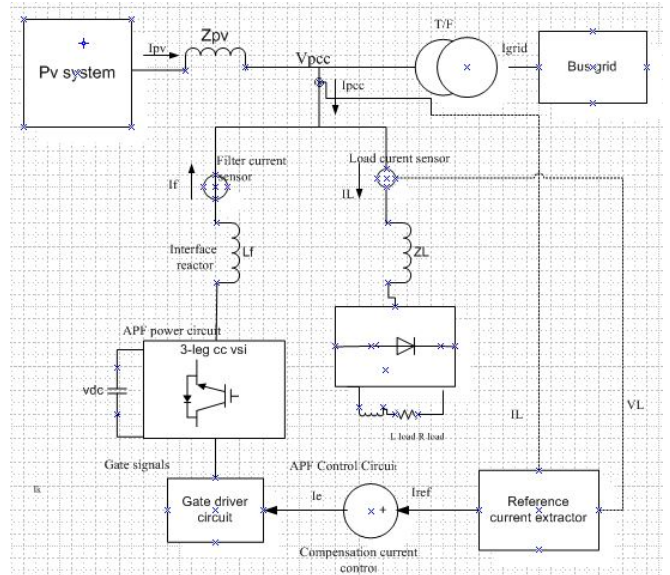 T/F
Zpv
Ipv
Vpcc
Igrid
Pv system
Bus grid
Ipcc
Filter current
sensor
Load curent sensor
If
IL
Interface
reactor
Lf
ZL
APF power circuit
3-leg cc vsi
vdc
L load R load
IL
VL
Gate signals
APF Control Circui
Gate driver
circuit
Ie
+
Iref
Reference
current extractor
Compensation current
control